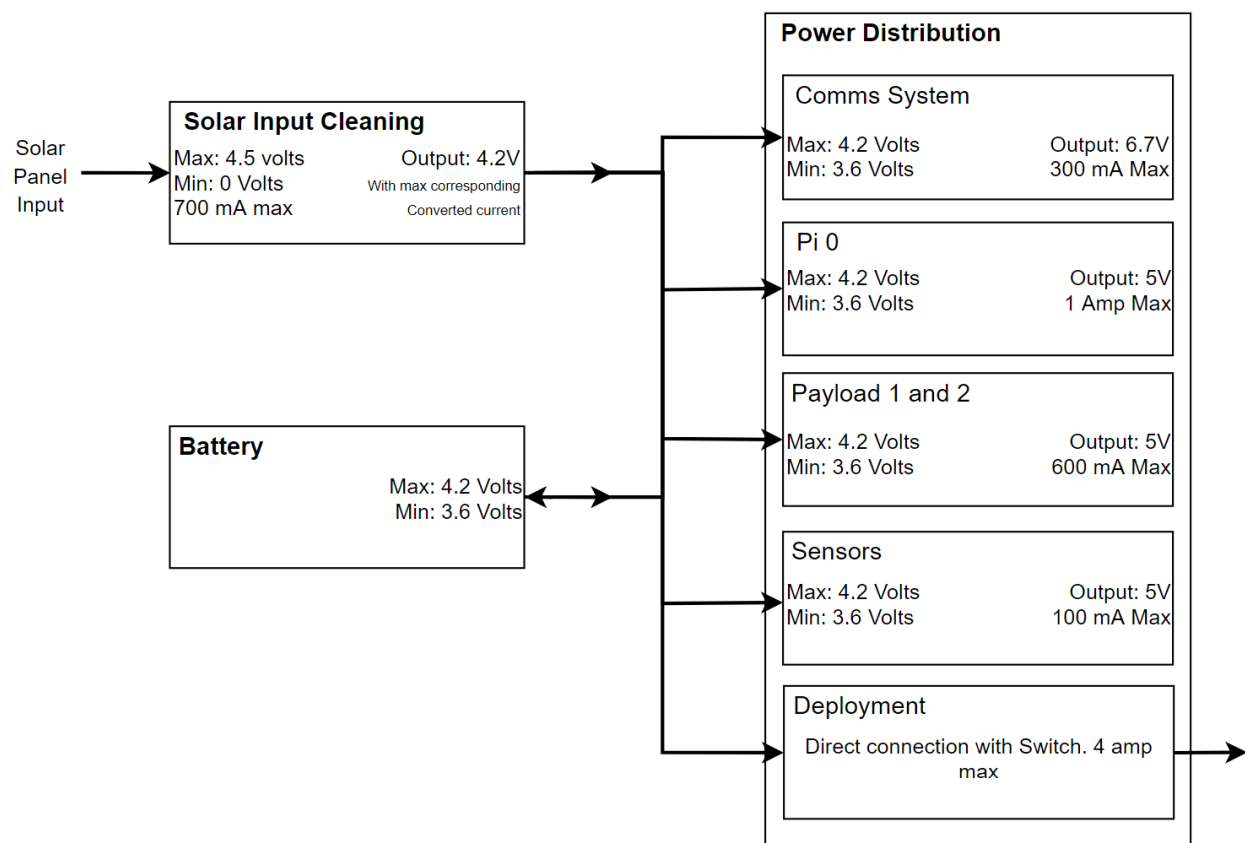 Power Distribution
Comms System
Max: 4.2 Volts
Min: 3.6 Volts
Output: 6.7V
300 mA Max
Solar Input Cleaning
Solar
Panel
Input
Max: 4.5 volts
Min: 0 Volts
700 mA max
Output: 4.2V
With max corresponding
Converted current
Pi 0
Max: 4.2 Volts
Min: 3.6 Volts
Output: 5V
1 Amp Max
Payload 1 and 2
Max: 4.2 Volts
Min: 3.6 Volts
Output: 5V
600 mA Max
Battery
Max: 4.2 Volts
Min: 3.6 Volts
Sensors
Max: 4.2 Volts
Min: 3.6 Volts
Output: 5V
100 mA Max
Deployment
Direct connection with Switch. 4 amp
max